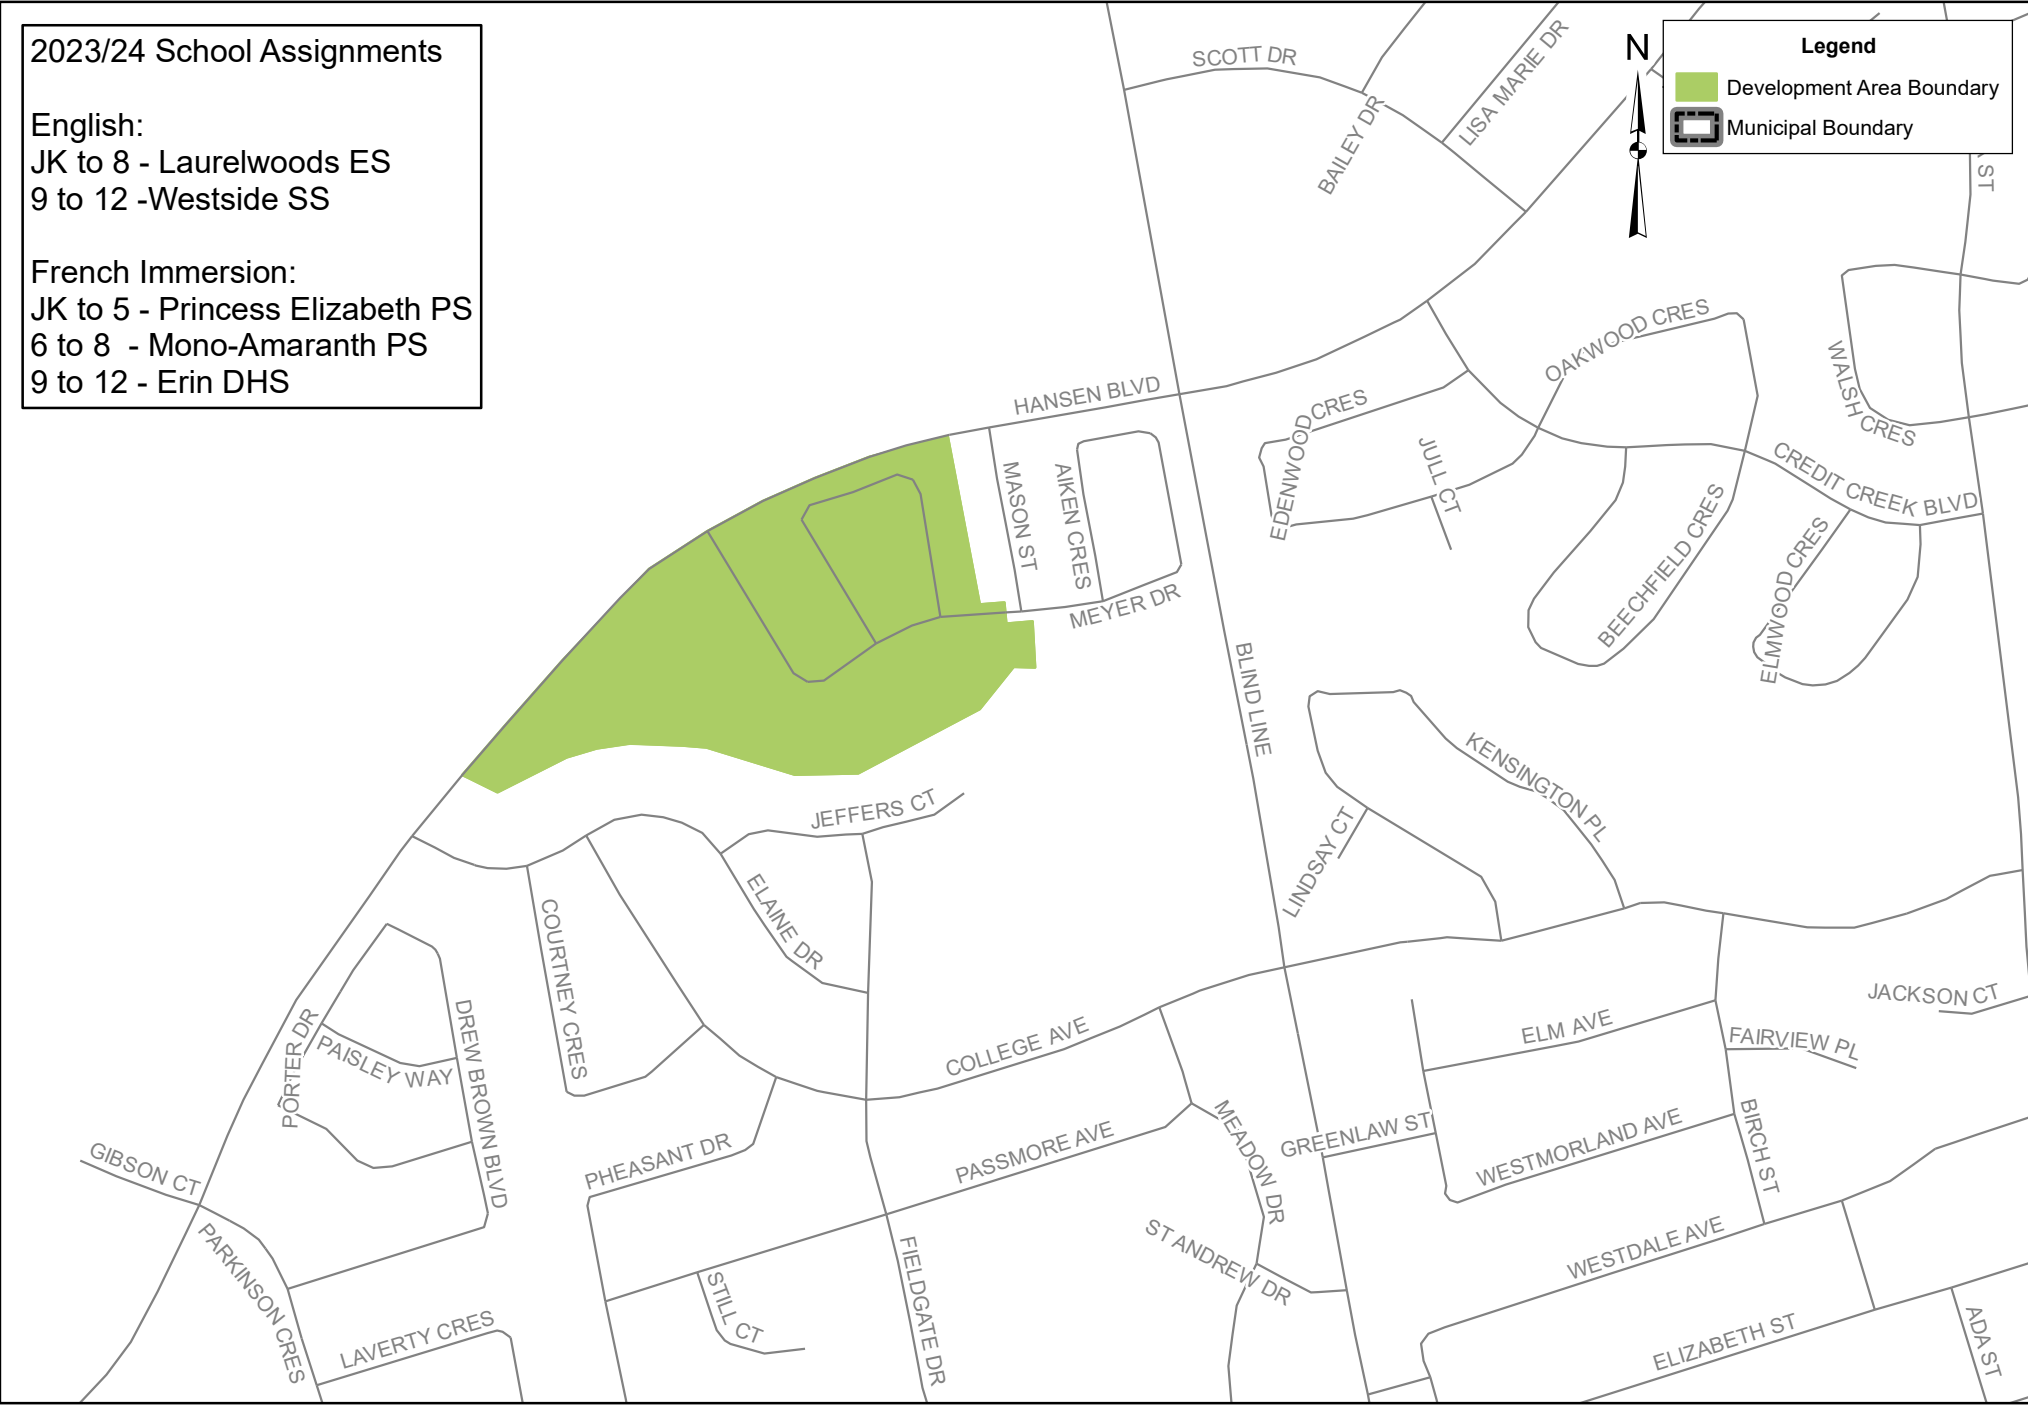 2023/24 School Assignments
English:
JK to 8 - Laurelwoods ES
9 to 12 -Westside SS
French Immersion:
JK to 5 - Princess Elizabeth PS
6 to 8  - Mono-Amaranth PS
9 to 12 - Erin DHS
N
Legend
Development Area Boundary
Municipal Boundary
SCOTT DR
BAILEY DR
LISA MARIE DR
ST
HANSEN BLVD
MASON ST
AIKEN CRES
MEYER DR
EDENWOOD CRES
JULL CT
OAKWOOD CRES
WALSH CRES
CREDIT CREEK BLVD
BEECHFIELD CRES
ELMWOOD CRES
BLIND LINE
KENSINGTON PL
LINDSAY CT
JEFFERS CT
ELAINE DR
COURTNEY CRES
DREW BROWN BLVD
PORTER DR
PAISLEY WAY
GIBSON CT
PARKINSON CRES
LAVERTY CRES
PHEASANT DR
STILL CT
FIELDGATE DR
COLLEGE AVE
PASSMORE AVE
MEADOW DR
ST ANDREW DR
GREENLAW ST
ELM AVE
WESTMORLAND AVE
BIRCH ST
FAIRVIEW PL
JACKSON CT
WESTDALE AVE
ELIZABETH ST
ADA ST